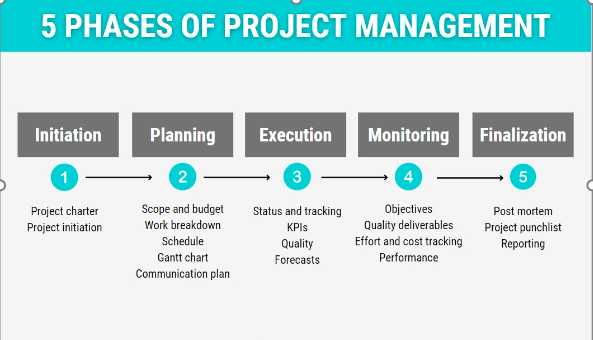 5 PHASES OF PROJECT MANAGEMENT
Initiation
Planning
Execution
Monitoring
Finalization
1
2
3
4
5
Project charter
Project initiation
Scope and budget
Work breakdown
Schedule
Gantt chart
Communication plan
Status and tracking
KPIs
Quality
Forecasts
Objectives
Quality deliverables
Effort and cost tracking
Performance
Post mortem
Project punchlist
Reporting